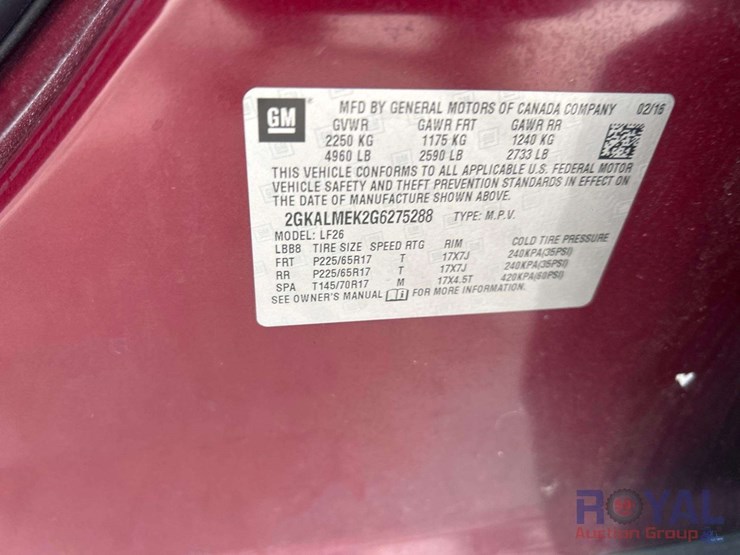 GM
MFD BY GENERAL MOTORS OF CANADA COMPANY 02/16
GVWR GAWR FRT GAWR RR
2250 KG 1175 KG 1240 KG
4960 LB 2590 LB 2733 LB
THIS VEHICLE CONFORMS TO ALL APPLICABLE U.S. FEDERAL MOTOR
VEHICLE SAFETY AND THEFT PREVENTION STANDARDS IN EFFECT ON
THE DATE OF MANUFACTURE SHOWN ABOVE.
2GKALMEK2G6275288 TYPE: M.P.V.
MODEL: LF26
LBB8 TIRE SIZE SPEED RTG RIM COLD TIRE PRESSURE
FRT P225/65R17 T 17X7J 240KPA(35PSI)
RR P225/65R17 T 17X7J 240KPA(35PSI)
SPA T145/70R17 M 17X4.5T 420KPA(60PSI)
SEE OWNER'S MANUAL FOR MORE INFORMATION.
ROYAL
Auction Group